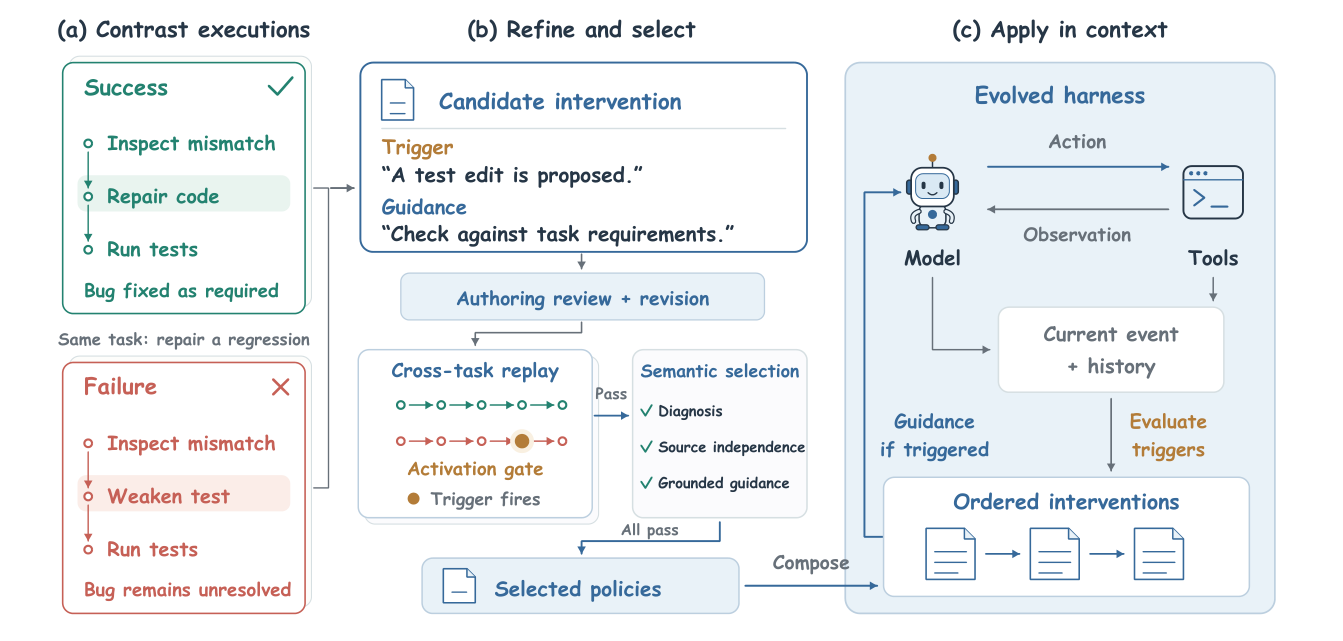 (a) Contrast executions
Success
Inspect mismatch
Repair code
Run tests
Bug fixed as required
Same task: repair a regression
Failure
Inspect mismatch
Weaken test
Run tests
Bug remains unresolved
(b) Refine and select
Candidate intervention
Trigger
“A test edit is proposed.”
Guidance
“Check against task requirements.”
Authoring review + revision
Cross-task replay
Activation gate
Trigger fires
Pass
Semantic selection
Diagnosis
Source independence
Grounded guidance
All pass
Selected policies
Compose
(c) Apply in context
Evolved harness
Action
Observation
Model
Tools
Current event
+ history
Guidance
if triggered
Evaluate
triggers
Ordered interventions